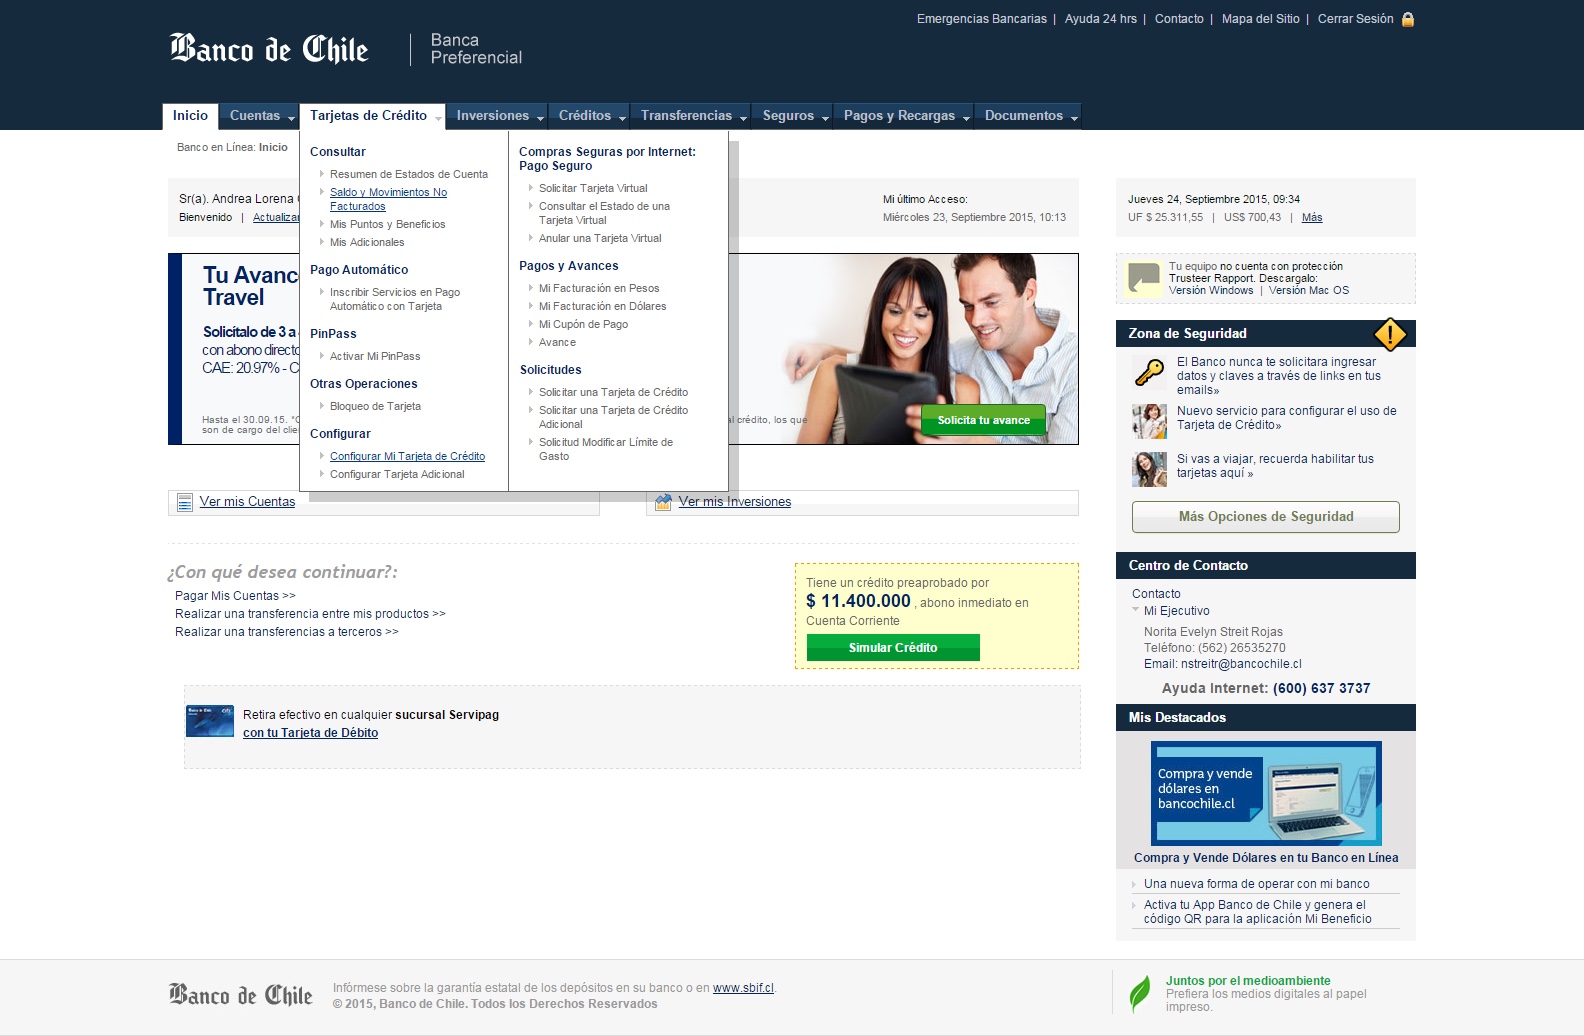 Emergencias Bancarias | Ayuda 24 hrs | Contacto | Mapa del Sitio | Cerrar Sesión
Banco de Chile
Banca
Preferencial
Inicio
Cuentas
Tarjetas de Crédito
Inversiones
Créditos
Transferencias
Seguros
Pagos y Recargas
Documentos
Banco en Línea: Inicio
Sr(a). Andrea Lorena
Bienvenido | Actualizar
Mi último Acceso:
Miércoles 23, Septiembre 2015, 10:13
Consultar
Resumen de Estados de Cuenta
Saldo y Movimientos No
Facturados
Mis Puntos y Beneficios
Mis Adicionales
Pago Automático
Inscribir Servicios en Pago
Automático con Tarjeta
PinPass
Activar Mi PinPass
Otras Operaciones
Bloqueo de Tarjeta
Configurar
Configurar Mi Tarjeta de Crédito
Configurar Tarjeta Adicional
Compras Seguras por Internet:
Pago Seguro
Solicitar Tarjeta Virtual
Consultar el Estado de una
Tarjeta Virtual
Anular una Tarjeta Virtual
Pagos y Avances
Mi Facturación en Pesos
Mi Facturación en Dólares
Mi Cupón de Pago
Avance
Solicitudes
Solicitar una Tarjeta de Crédito
Solicitar una Tarjeta de Crédito
Adicional
Solicitud Modificar Límite de
Gasto
Tu Avanc
Travel
Solicítalo de 3 a
con abono directo
CAE: 20.97% - C
Hasta el 30.09.15.
al crédito, los que
son de cargo del clie
Solicita tu avance
Ver mis Cuentas
Ver mis Inversiones
¿Con qué desea continuar?:
Pagar Mis Cuentas >>
Realizar una transferencia entre mis productos >>
Realizar una transferencias a terceros >>
Tiene un crédito preaprobado por
$ 11.400.000 , abono inmediato en
Cuenta Corriente
Simular Crédito
Retira efectivo en cualquier sucursal Servipag
con tu Tarjeta de Débito
Jueves 24, Septiembre 2015, 09:34
UF $ 25.311,55 | US$ 700,43 | Más
Tu equipo no cuenta con protección
Trusteer Rapport. Descargalo:
Versión Windows | Versión Mac OS
Zona de Seguridad
El Banco nunca te solicitara ingresar
datos y claves a través de links en tus
emails»
Nuevo servicio para configurar el uso de
Tarjeta de Crédito»
Si vas a viajar, recuerda habilitar tus
tarjetas aquí »
Más Opciones de Seguridad
Centro de Contacto
Contacto
Mi Ejecutivo
Norita Evelyn Streit Rojas
Teléfono: (562) 26535270
Email: nstreitr@bancochile.cl
Ayuda Internet: (600) 637 3737
Mis Destacados
Compra y vende
dólares en
bancochile.cl
Compra y Vende Dólares en tu Banco en Línea
Una nueva forma de operar con mi banco
Activa tu App Banco de Chile y genera el
código QR para la aplicación Mi Beneficio
Banco de Chile
Infórmese sobre la garantía estatal de los depósitos en su banco o en www.sbif.cl.
© 2015, Banco de Chile. Todos los Derechos Reservados
Juntos por el medioambiente
Prefiera los medios digitales al papel
impreso.